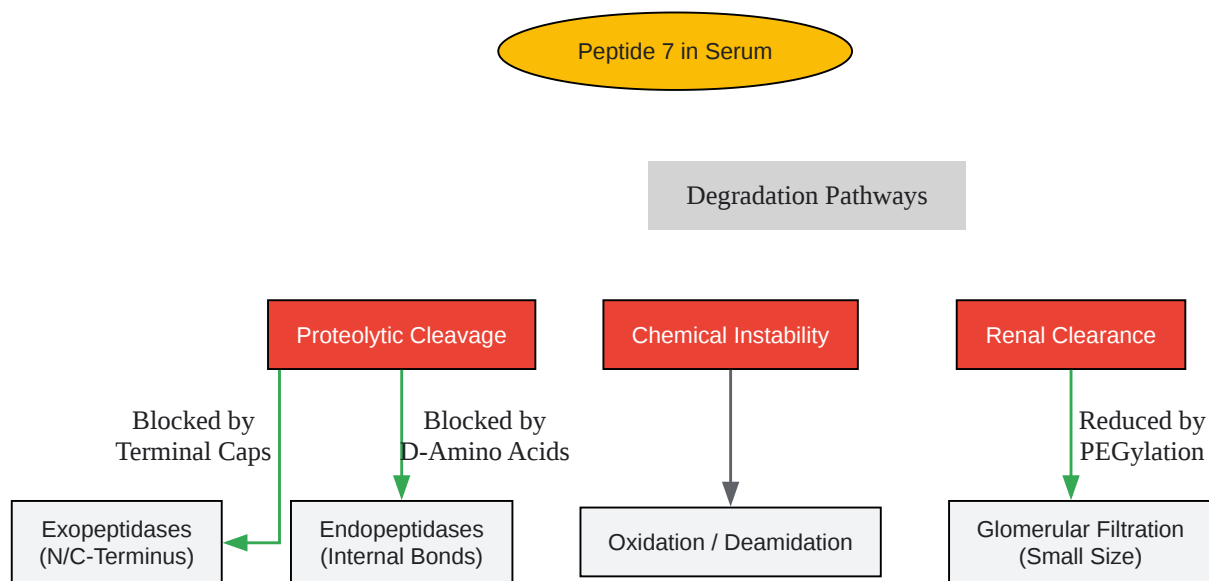 Peptide 7 in Serum
Degradation Pathways
Proteolytic Cleavage
Chemical Instability
Renal Clearance
Blocked by
Terminal Caps
Blocked by
D-Amino Acids
Reduced by
PEGylation
Exopeptidases
(N/C-Terminus)
Endopeptidases
(Internal Bonds)
Oxidation / Deamidation
Glomerular Filtration
(Small Size)